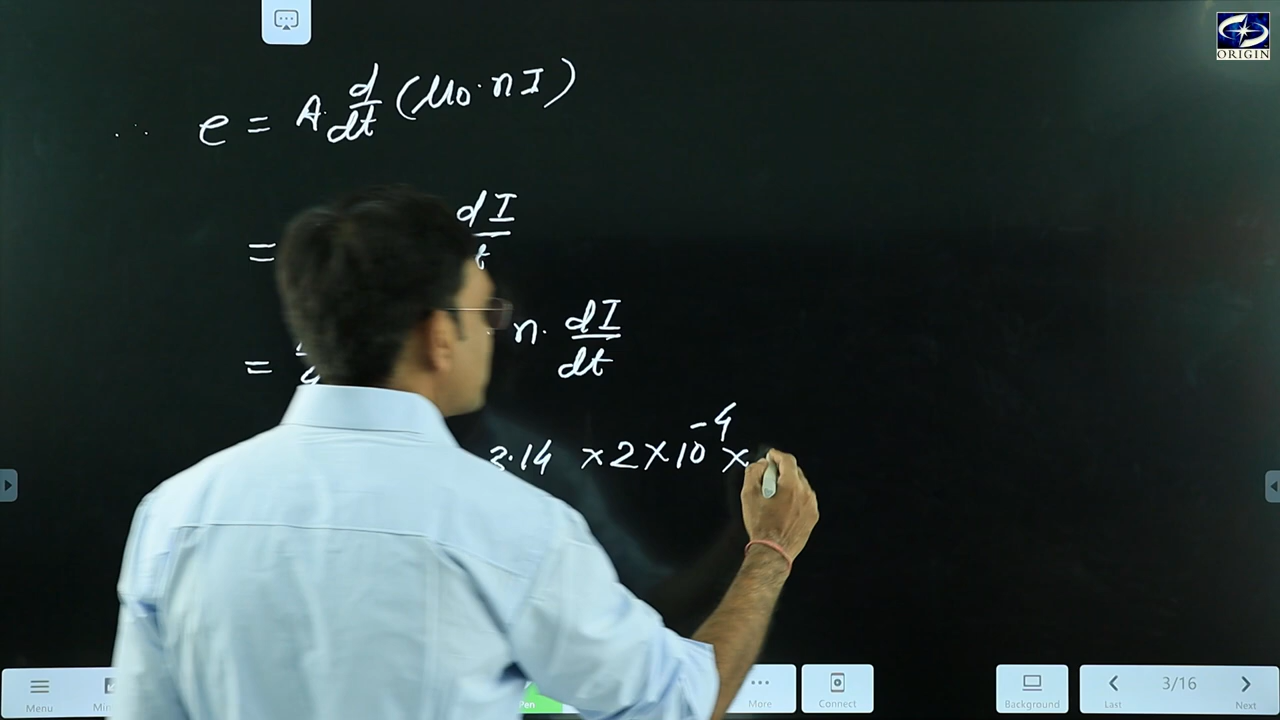 ORIGIN
∴ e = A · d/dt (μ0 · nI)
= dI/t
= n · dI/dt
3.14 × 2 × 10^-4 ×
Menu Min Pen More Connect Background Last 3/16 Next